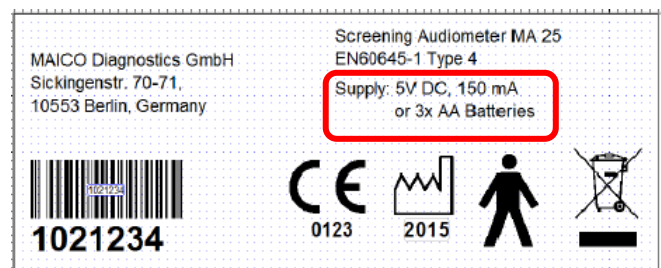 MAICO Diagnostics GmbH
Sickingenstr. 70-71,
10553 Berlin, Germany
Screening Audiometer MA 25
EN60645-1 Type 4
Supply: 5V DC, 150 mA
or 3x AA Batteries
1021234
1021234
CE
0123
2015